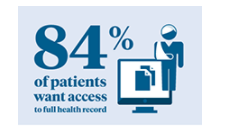 84%
of patients
want access
to full health record